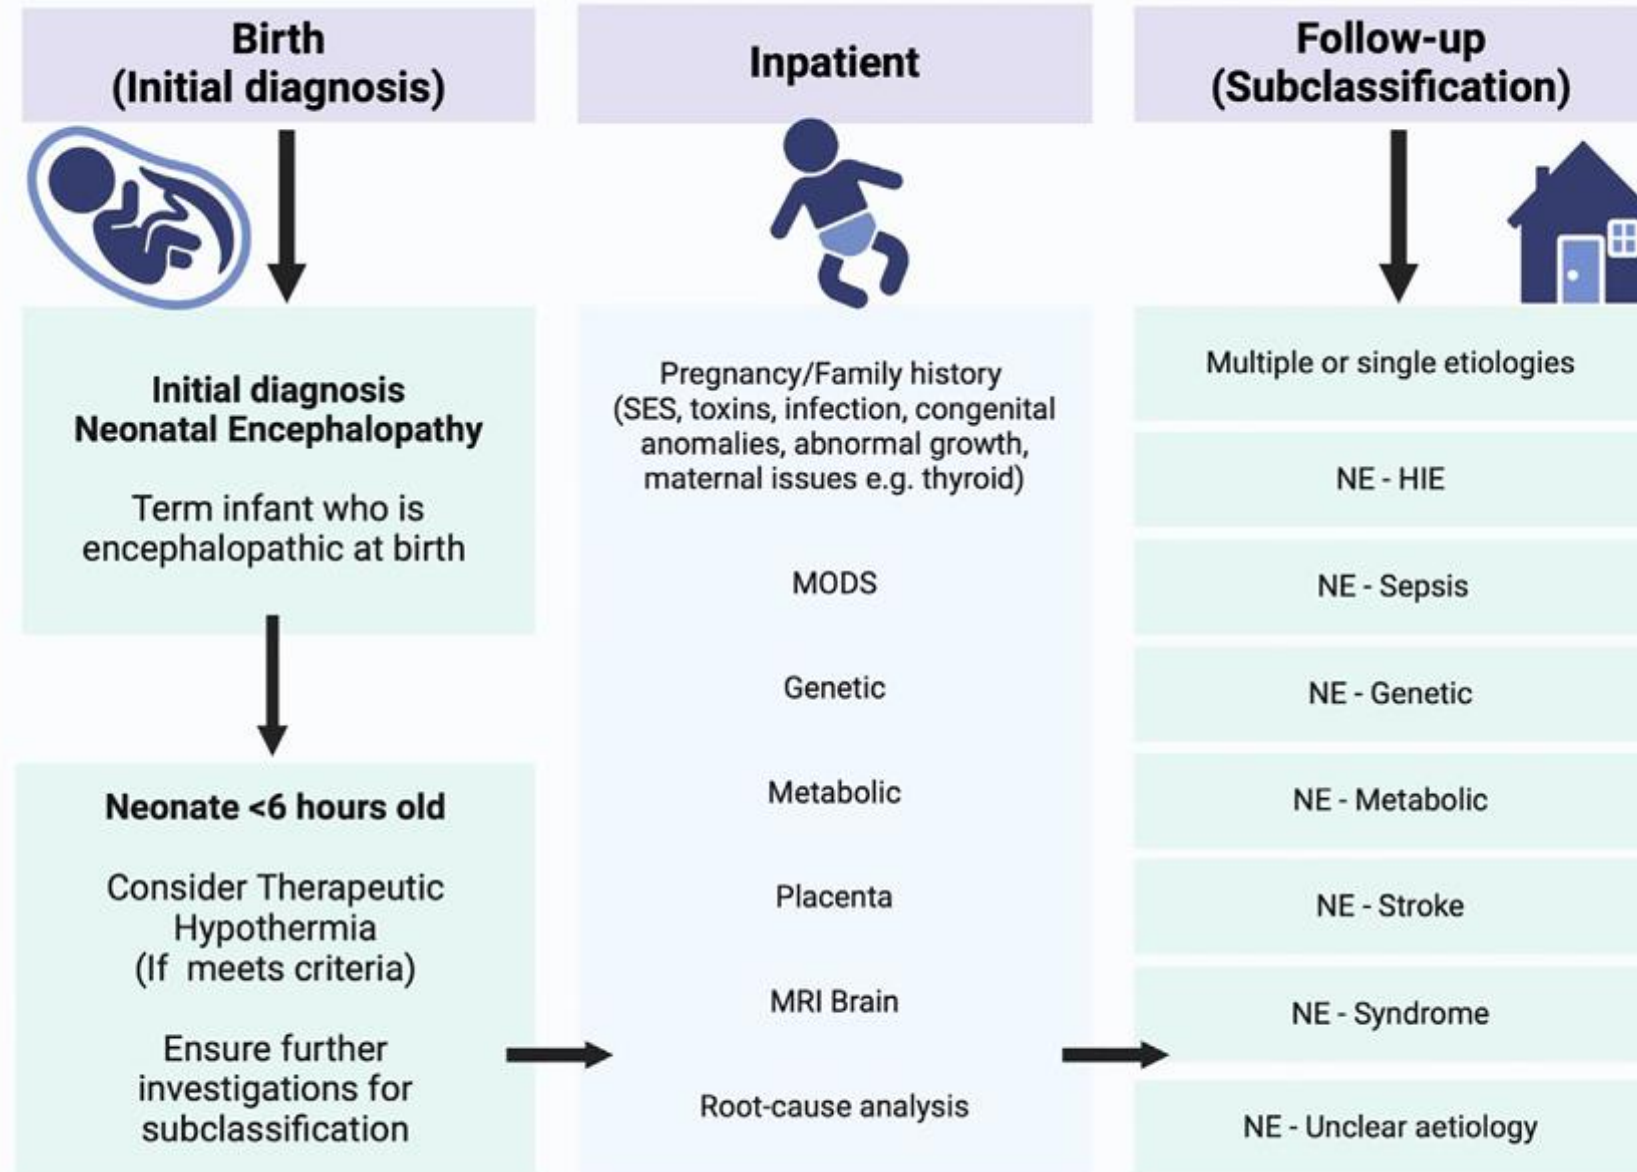 Birth
(Initial diagnosis)
Initial diagnosis
Neonatal Encephalopathy
Term infant who is
encephalopathic at birth
Neonate <6 hours old
Consider Therapeutic
Hypothermia
(If meets criteria)
Ensure further
investigations for
subclassification
Inpatient
Pregnancy/Family history
(SES, toxins, infection, congenital
anomalies, abnormal growth,
maternal issues e.g. thyroid)
MODS
Genetic
Metabolic
Placenta
MRI Brain
Root-cause analysis
Follow-up
(Subclassification)
Multiple or single etiologies
NE - HIE
NE - Sepsis
NE - Genetic
NE - Metabolic
NE - Stroke
NE - Syndrome
NE - Unclear aetiology